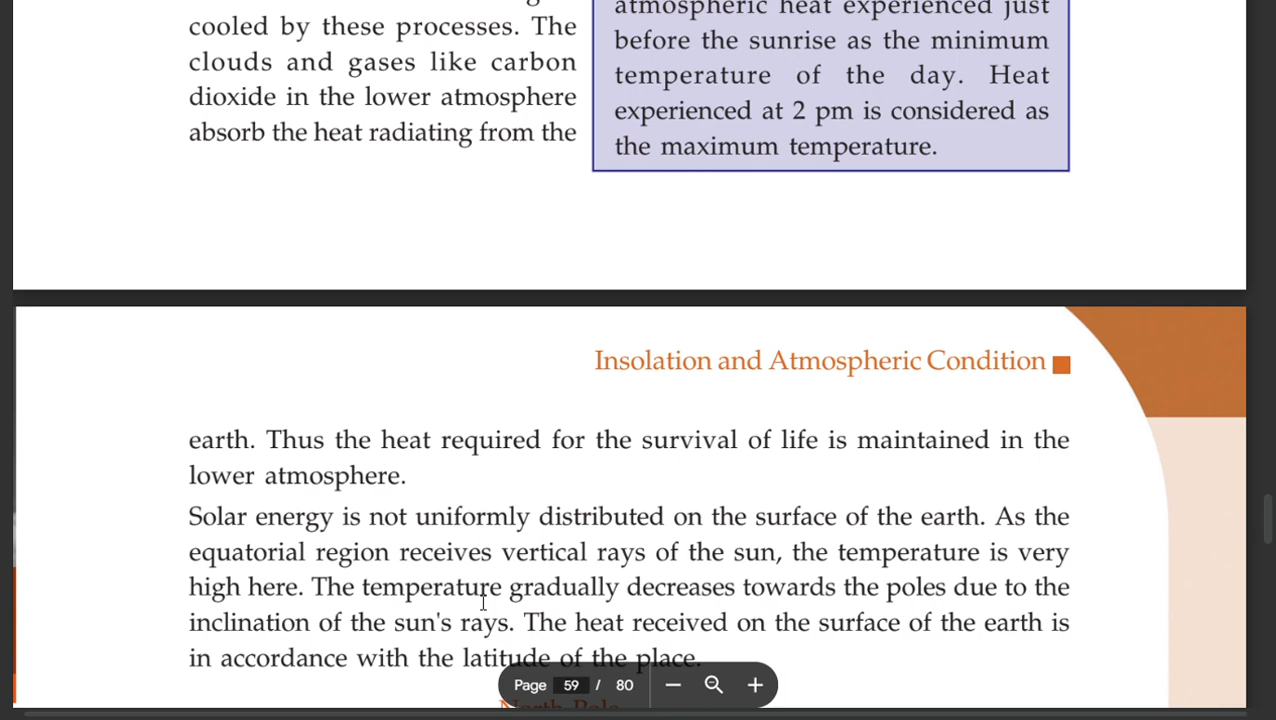 cooled by these processes. The
clouds and gases like carbon
dioxide in the lower atmosphere
absorb the heat radiating from the
atmospheric heat experienced just
before the sunrise as the minimum
temperature of the day. Heat
experienced at 2 pm is considered as
the maximum temperature.
Insolation and Atmospheric Condition
earth. Thus the heat required for the survival of life is maintained in the
lower atmosphere.
Solar energy is not uniformly distributed on the surface of the earth. As the
equatorial region receives vertical rays of the sun, the temperature is very
high here. The temperature gradually decreases towards the poles due to the
inclination of the sun's rays. The heat received on the surface of the earth is
in accordance with the latitude of the place.
Page 59 / 80
North Pole